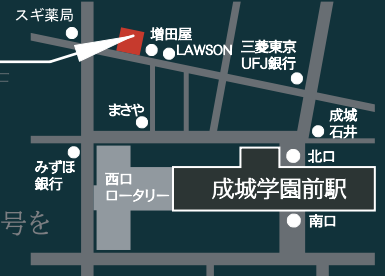 スギ薬局
増田屋
LAWSON
三菱東京
UFJ銀行
まさや
成城
石井
みずほ
銀行
西口
ロータリー
北口
成城学園前駅
南口
号を